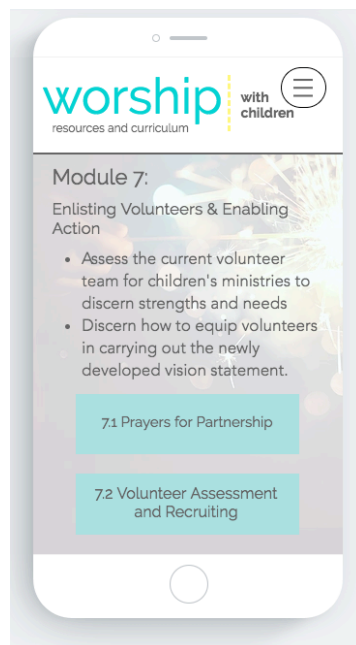 worship
with
children
resources and curriculum
Module 7:
Enlisting Volunteers & Enabling
Action
• Assess the current volunteer
team for children's ministries to
discern strengths and needs
• Discern how to equip volunteers
in carrying out the newly
developed vision statement.
7.1 Prayers for Partnership
7.2 Volunteer Assessment
and Recruiting